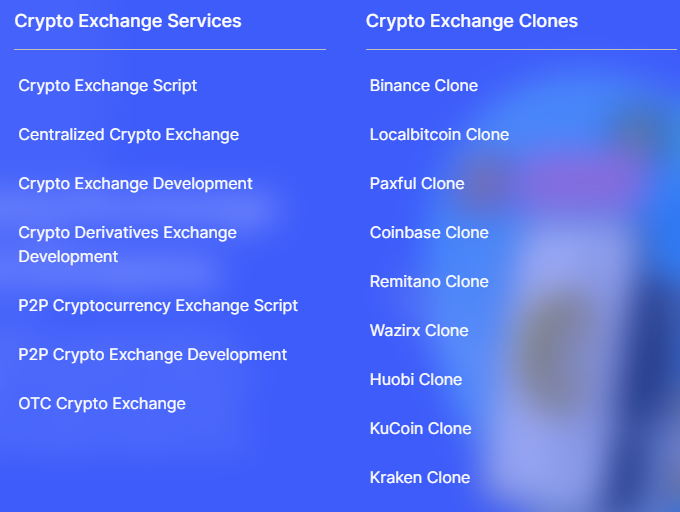 Crypto Exchange Services
Crypto Exchange Script
Centralized Crypto Exchange
Crypto Exchange Development
Crypto Derivatives Exchange
Development
P2P Cryptocurrency Exchange Script
P2P Crypto Exchange Development
OTC Crypto Exchange
Crypto Exchange Clones
Binance Clone
Localbitcoin Clone
Paxful Clone
Coinbase Clone
Remitano Clone
Wazirx Clone
Huobi Clone
KuCoin Clone
Kraken Clone